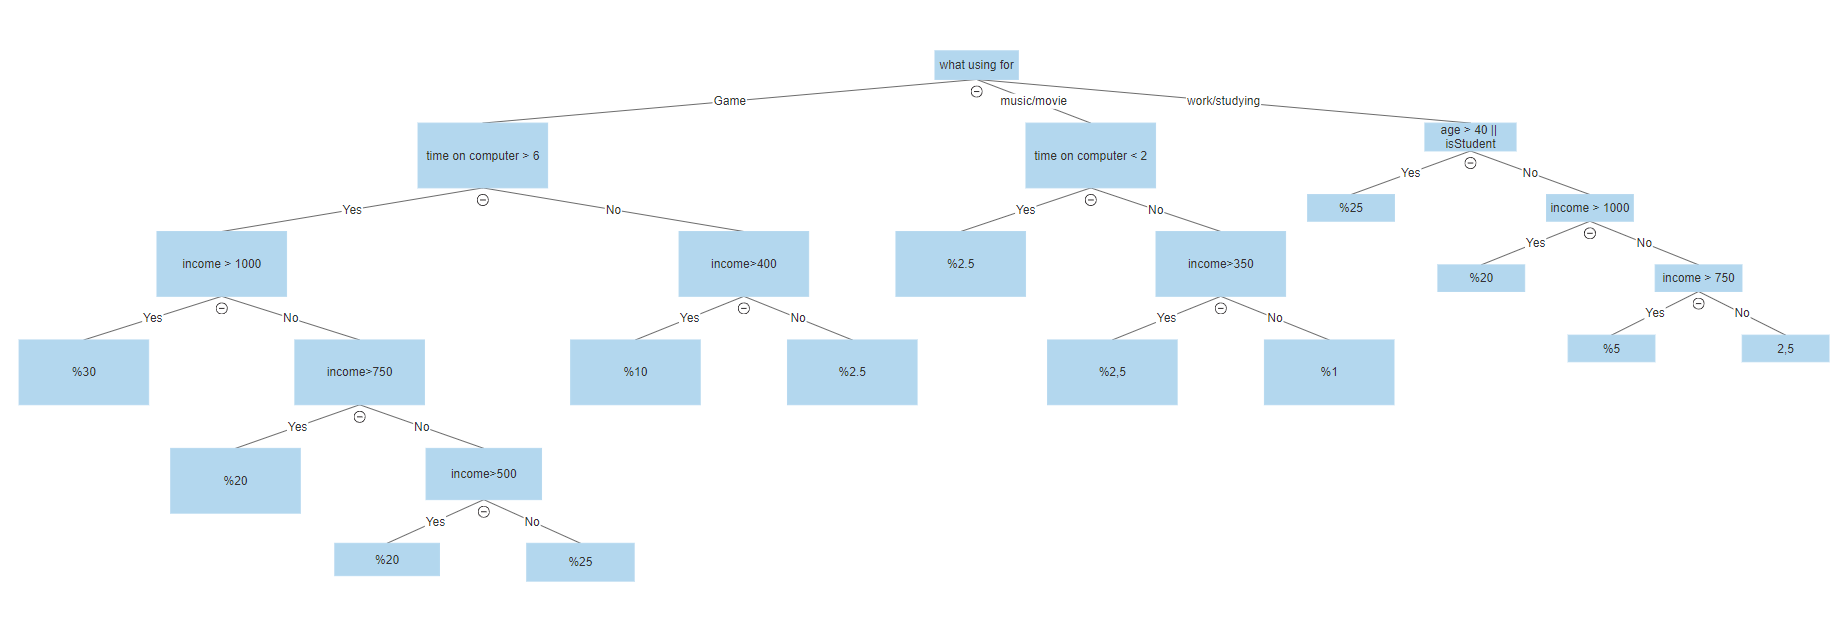 what using for
Game
music/movie
work/studying
time on computer > 6
time on computer < 2
age > 40 ||
isStudent
Yes
No
Yes
No
Yes
No
income > 1000
income>400
%2.5
income>350
%25
income > 1000
Yes
No
Yes
No
Yes
No
Yes
No
%30
income>750
%10
%2.5
%2,5
%1
%20
income > 750
Yes
No
Yes
No
%20
income>500
%5
2,5
Yes
No
%20
%25